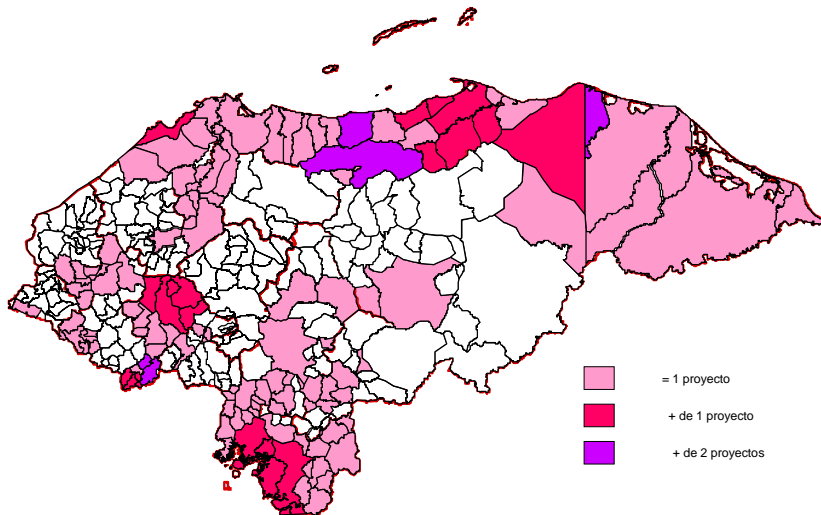 = 1 proyecto
+ de 1 proyecto
+ de 2 proyectos